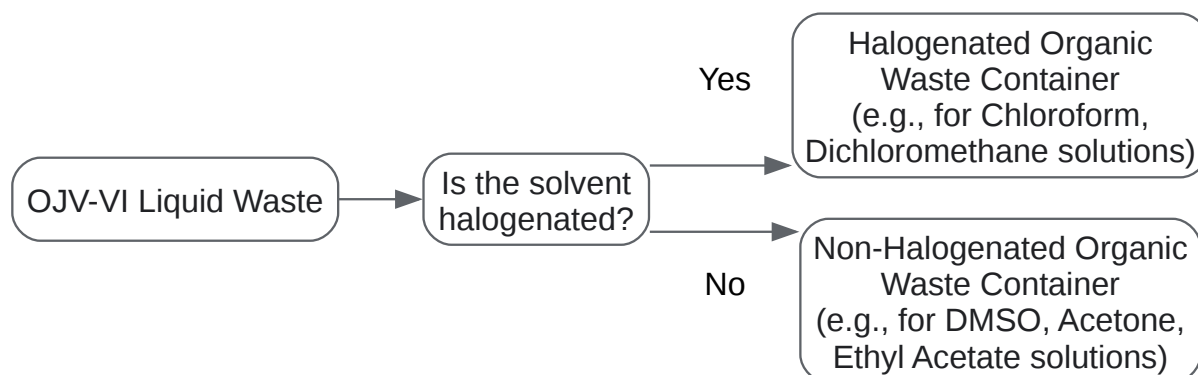 OJV-VI Liquid Waste
Is the solvent
halogenated?
Yes
Halogenated Organic
Waste Container
(e.g., for Chloroform,
Dichloromethane solutions)
No
Non-Halogenated Organic
Waste Container
(e.g., for DMSO, Acetone,
Ethyl Acetate solutions)